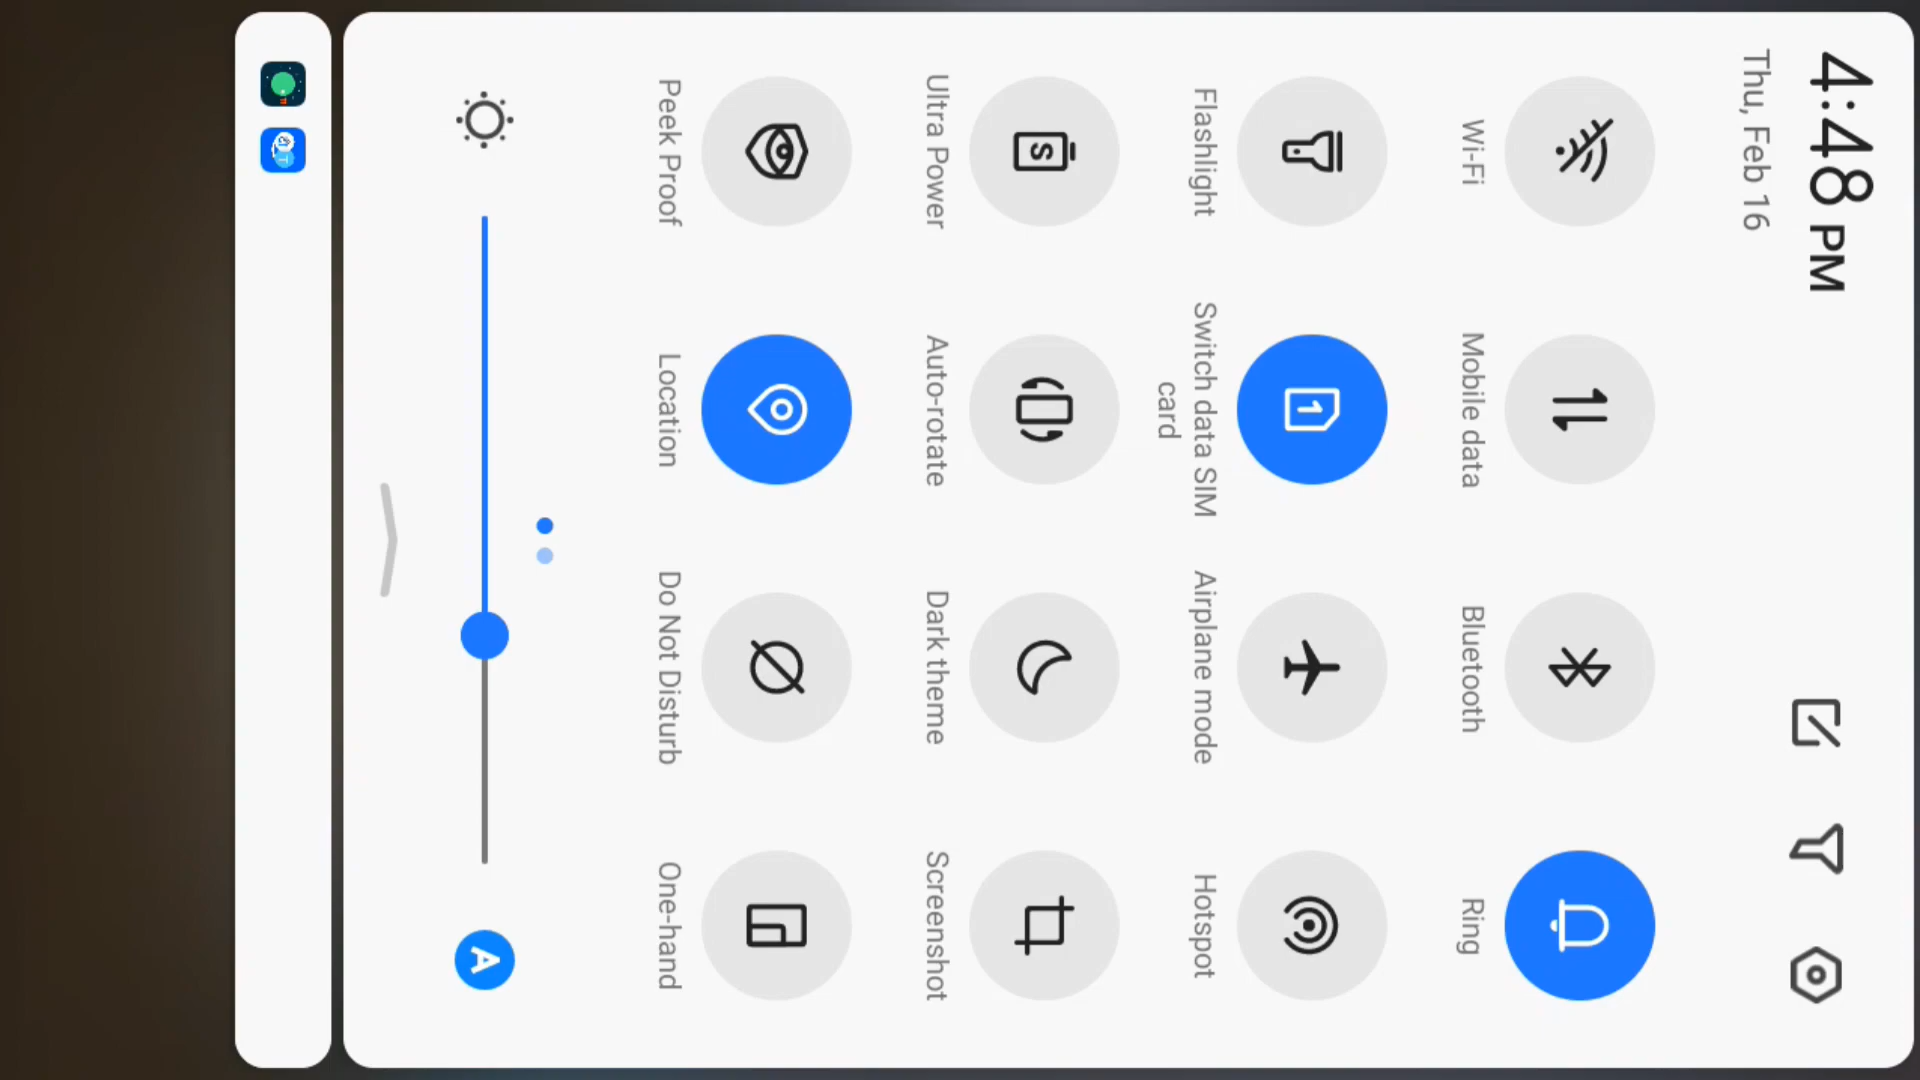 4:48 PM
Thu, Feb 16
Wi-Fi
Mobile data
Bluetooth
Ring
Flashlight
Switch data SIM
card
Airplane mode
Hotspot
Ultra Power
Auto-rotate
Dark theme
Screenshot
Peek Proof
Location
Do Not Disturb
One-hand
A